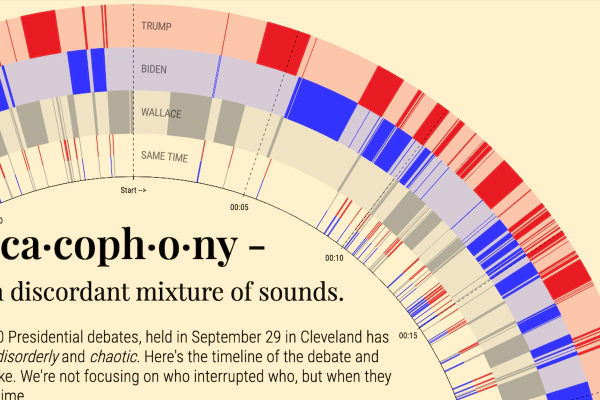 TRUMP
BIDEN
WALLACE
SAME TIME
Start -->
00:05
00:10
00:15
ca·coph·o·ny –
discordant mixture of sounds.
Presidential debates, held in September 29 in Cleveland has
disorderly and chaotic. Here's the timeline of the debate and
ke. We're not focusing on who interrupted who, but when they
ime.